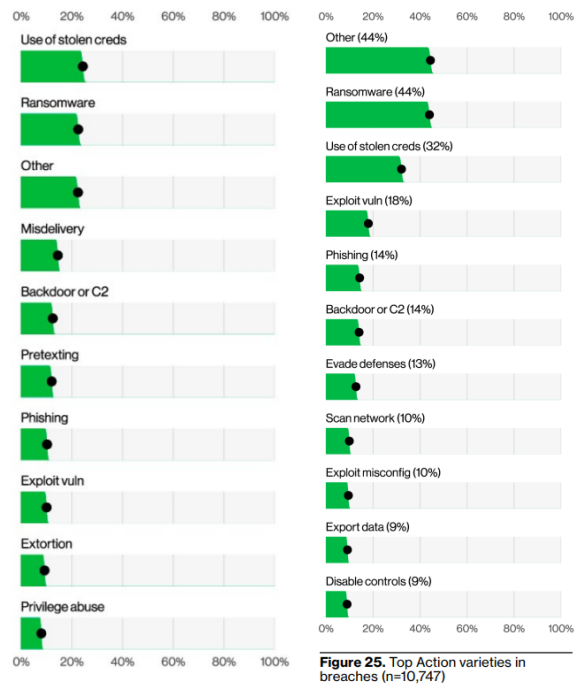 0% 20% 40% 60% 80% 100%
Use of stolen creds
Ransomware
Other
Misdelivery
Backdoor or C2
Pretexting
Phishing
Exploit vuln
Extortion
Privilege abuse
0% 20% 40% 60% 80% 100%
0% 20% 40% 60% 80% 100%
Other (44%)
Ransomware (44%)
Use of stolen creds (32%)
Exploit vuln (18%)
Phishing (14%)
Backdoor or C2 (14%)
Evade defenses (13%)
Scan network (10%)
Exploit misconfig (10%)
Export data (9%)
Disable controls (9%)
0% 20% 40% 60% 80% 100%
Figure 25. Top Action varieties in
breaches (n=10,747)